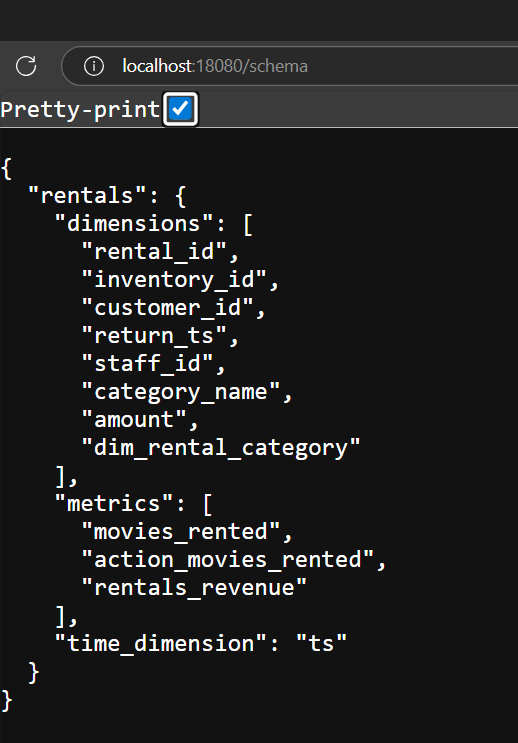 localhost:18080/schema
Pretty-print
{
  "rentals": {
    "dimensions": [
      "rental_id",
      "inventory_id",
      "customer_id",
      "return_ts",
      "staff_id",
      "category_name",
      "amount",
      "dim_rental_category"
    ],
    "metrics": [
      "movies_rented",
      "action_movies_rented",
      "rentals_revenue"
    ],
    "time_dimension": "ts"
  }
}